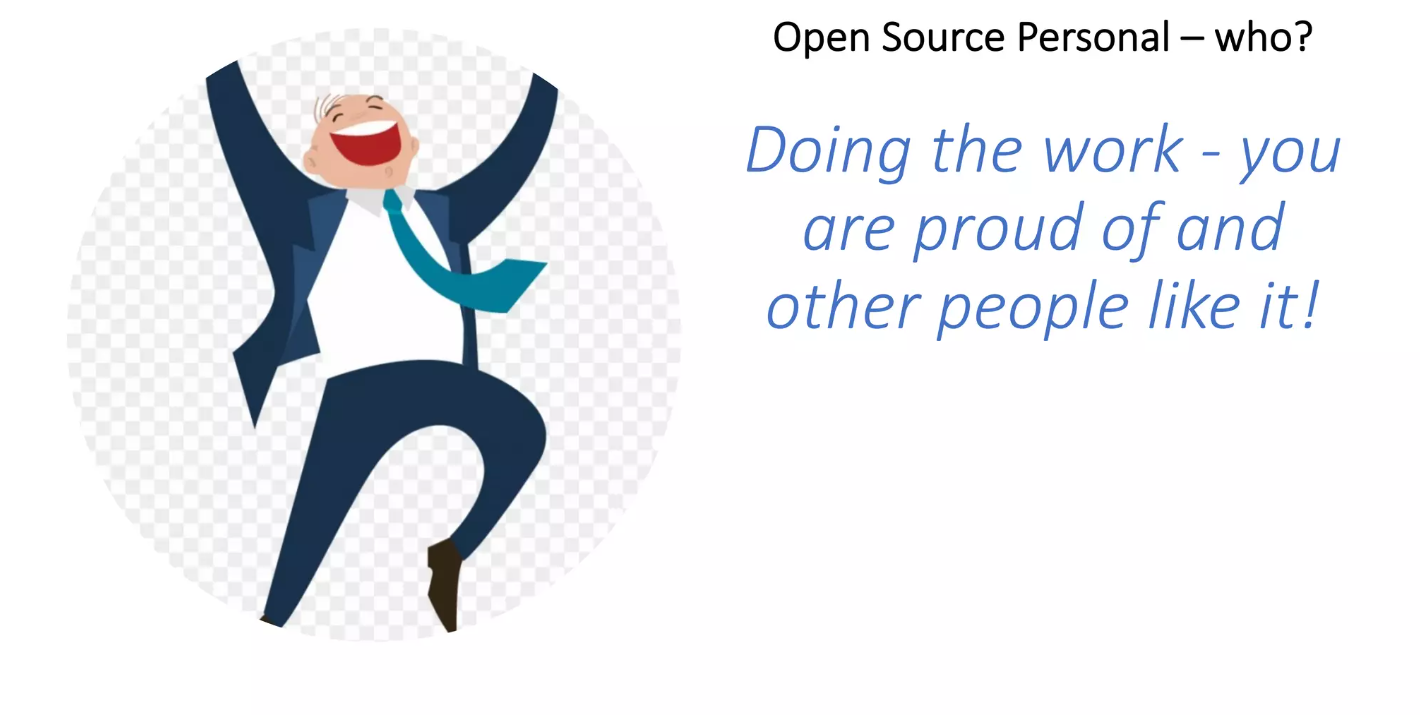 Open Source Personal – who?
Doing the work - you
are proud of and
other people like it!